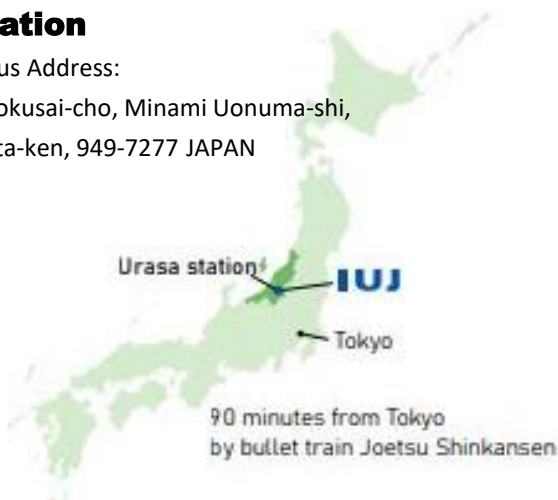 ation
us Address:
okusai-cho, Minami Uonuma-shi,
ta-ken, 949-7277 JAPAN
Urasa station
IUJ
Tokyo
90 minutes from Tokyo
by bullet train Joetsu Shinkansen